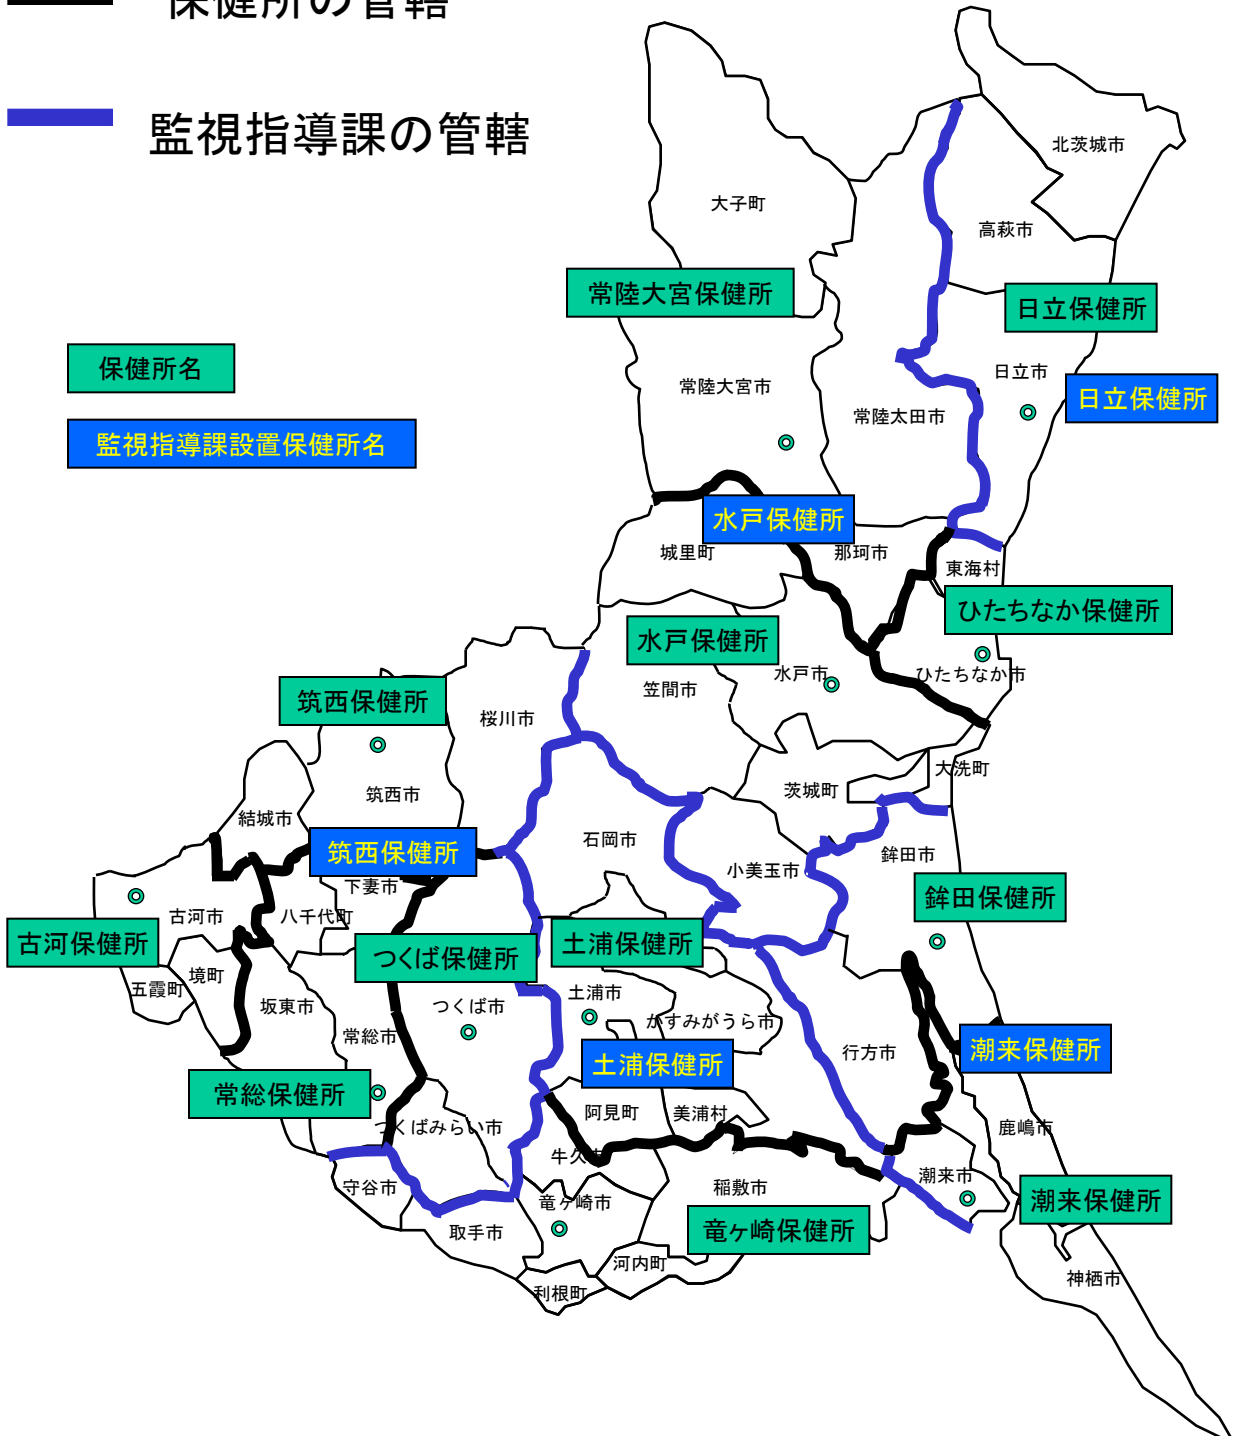 保健所の管轄
監視指導課の管轄
北茨城市
大子町
高萩市
常陸大宮保健所
日立保健所
保健所名
常陸大宮市
日立市
日立保健所
常陸太田市
監視指導課設置保健所名
水戸保健所
城里町
那珂市
東海村
ひたちなか保健所
水戸保健所
水戸市
ひたちなか市
笠間市
筑西保健所
桜川市
大洗町
茨城町
筑西市
結城市
石岡市
筑西保健所
鉾田市
小美玉市
下妻市
鉾田保健所
古河市
八千代町
古河保健所
つくば保健所
土浦保健所
境町
五霞町
坂東市
つくば市
土浦市
かすみがうら市
常総市
行方市
潮来保健所
土浦保健所
常総保健所
阿見町
美浦村
つくばみらい市
鹿嶋市
牛久市
守谷市
稲敷市
潮来市
潮来保健所
竜ヶ崎市
取手市
竜ヶ崎保健所
河内町
神栖市
利根町